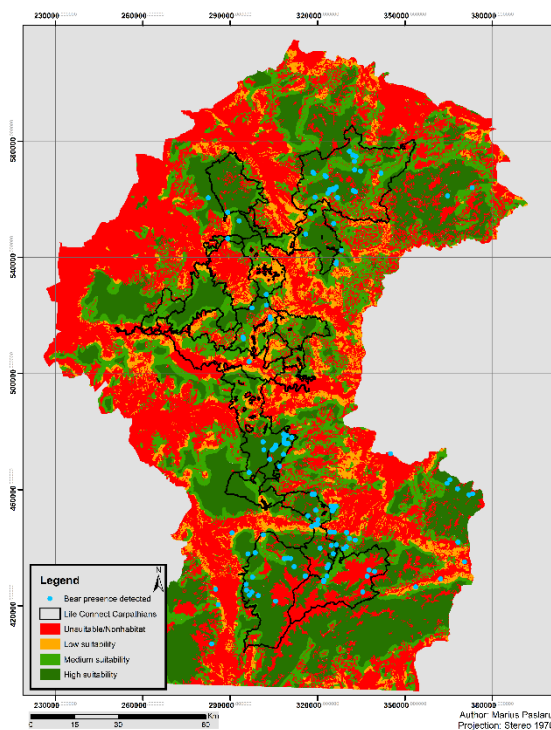 230000 260000 290000 320000 350000 380000
580000
540000
500000
460000
420000
N
Legend
Bear presence detected
Life Connect Carpathians
Unsuitable/Nonhabitat
Low suitability
Medium suitability
High suitability
0 15 30 60 Km
230000 260000 290000 320000 350000 380000
Author: Marius Paslaru
Projection: Stereo 1970